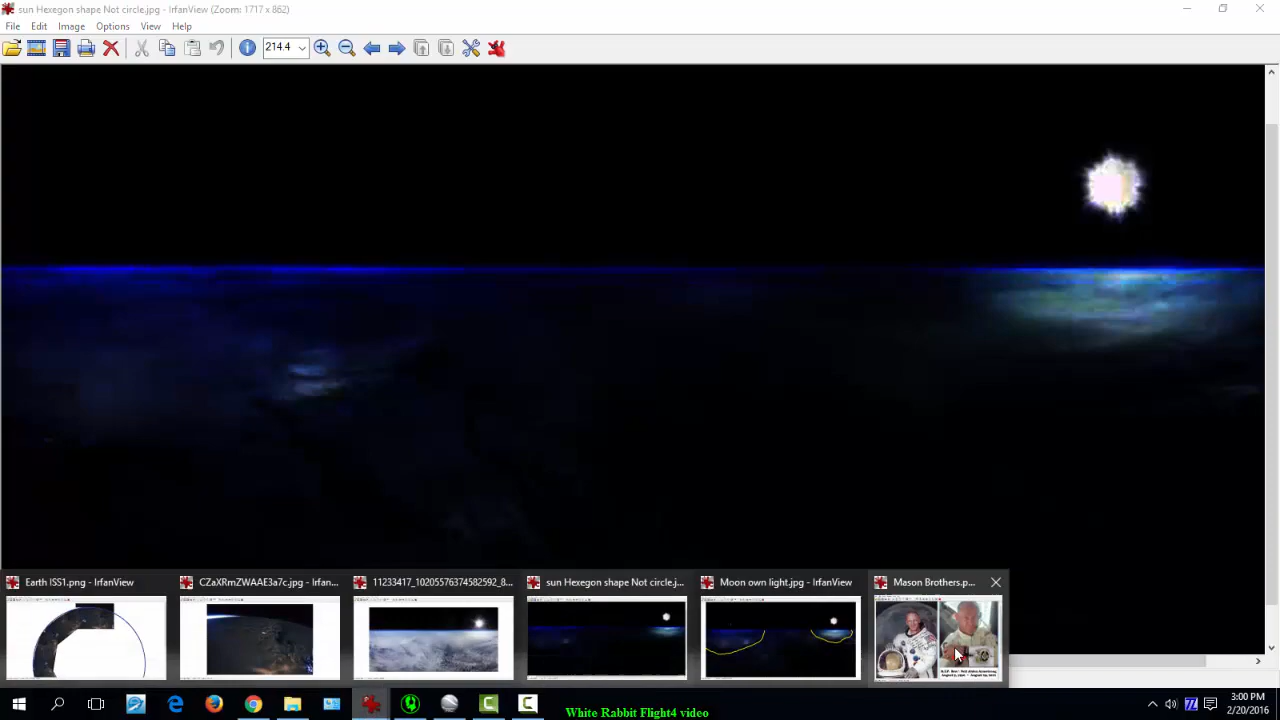 sun Hexegon shape Not circle.jpg - IrfanView (Zoom: 1717 x 862)
File Edit Image Options View Help
214.4
Earth ISS1.png - IrfanView
CZaXRmZWAAE3a7c.jpg - Irfan...
11233417_10205576374582592_8...
sun Hexegon shape Not circle.j...
Moon own light.jpg - IrfanView
Mason Brothers.p...
3:00 PM
2/20/2016
White Rabbit Flight4 video